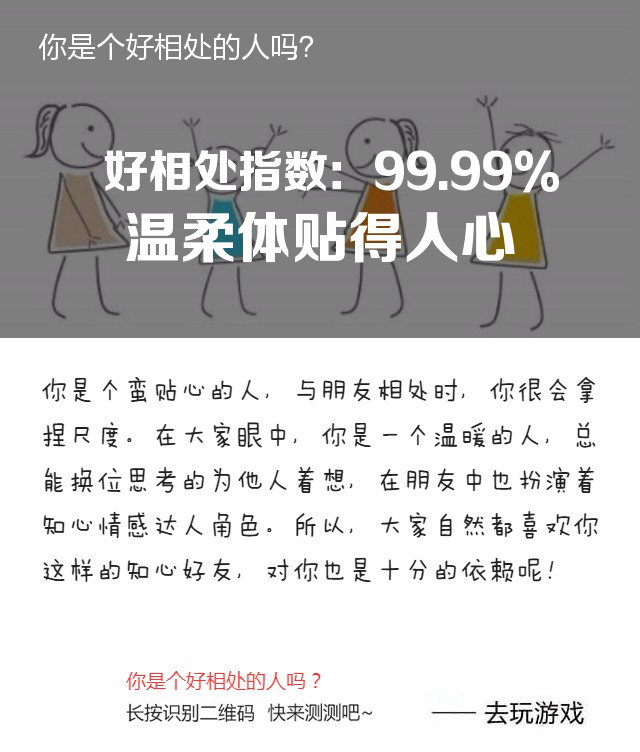 你是个好相处的人吗?
好相处指数: 99.99%
温柔体贴得人心
你是个蛮贴心的人, 与朋友相处时, 你很会拿
捏尺度。在大家眼中, 你是一个温暖的人, 总
能换位思考的为他人着想, 在朋友中也扮演着
知心情感达人角色。所以, 大家自然都喜欢你
这样的知心好友, 对你也是十分的依赖呢!
你是个好相处的人吗？
长按识别二维码 快来测测吧~
—— 去玩游戏